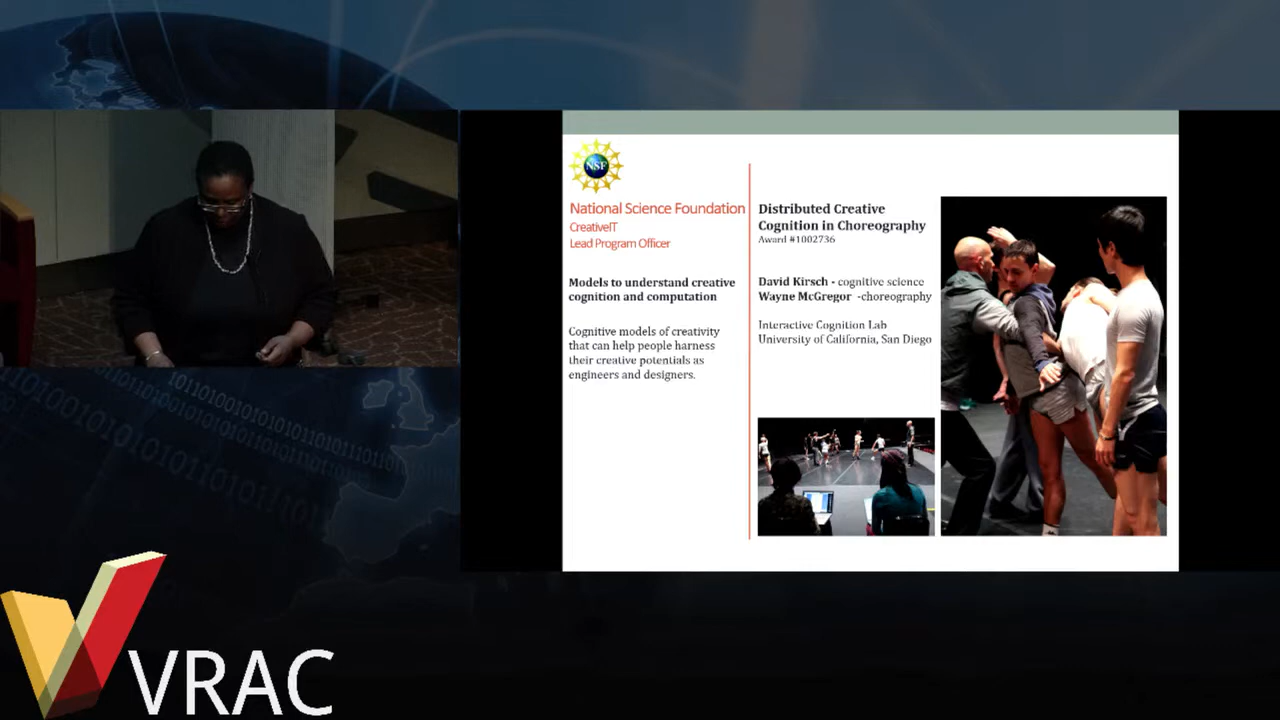 NSF
National Science Foundation
CreativeIT
Lead Program Officer
Models to understand creative
cognition and computation
Cognitive models of creativity
that can help people harness
their creative potentials as
engineers and designers.
Distributed Creative
Cognition in Choreography
Award #1002736
David Kirsch - cognitive science
Wayne McGregor -choreography
Interactive Cognition Lab
University of California, San Diego
VRAC